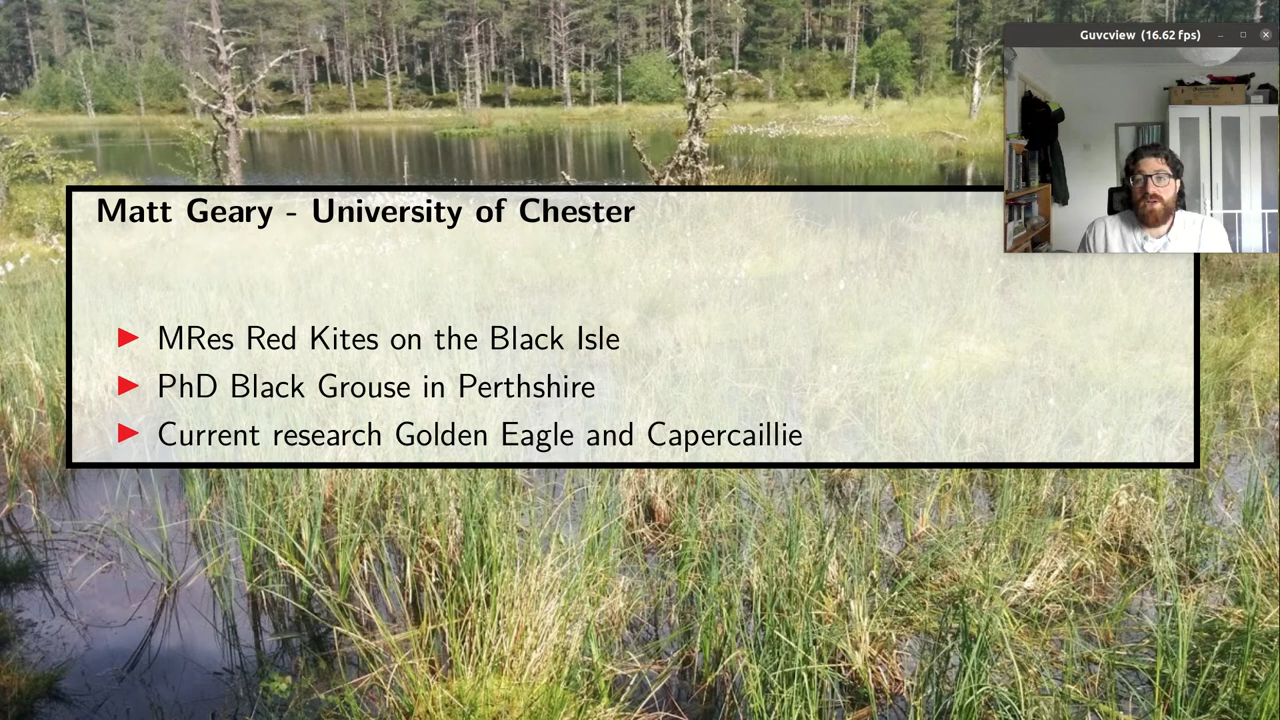 Guvcview (16.62 fps)
Matt Geary - University of Chester
MRes Red Kites on the Black Isle
PhD Black Grouse in Perthshire
Current research Golden Eagle and Capercaillie